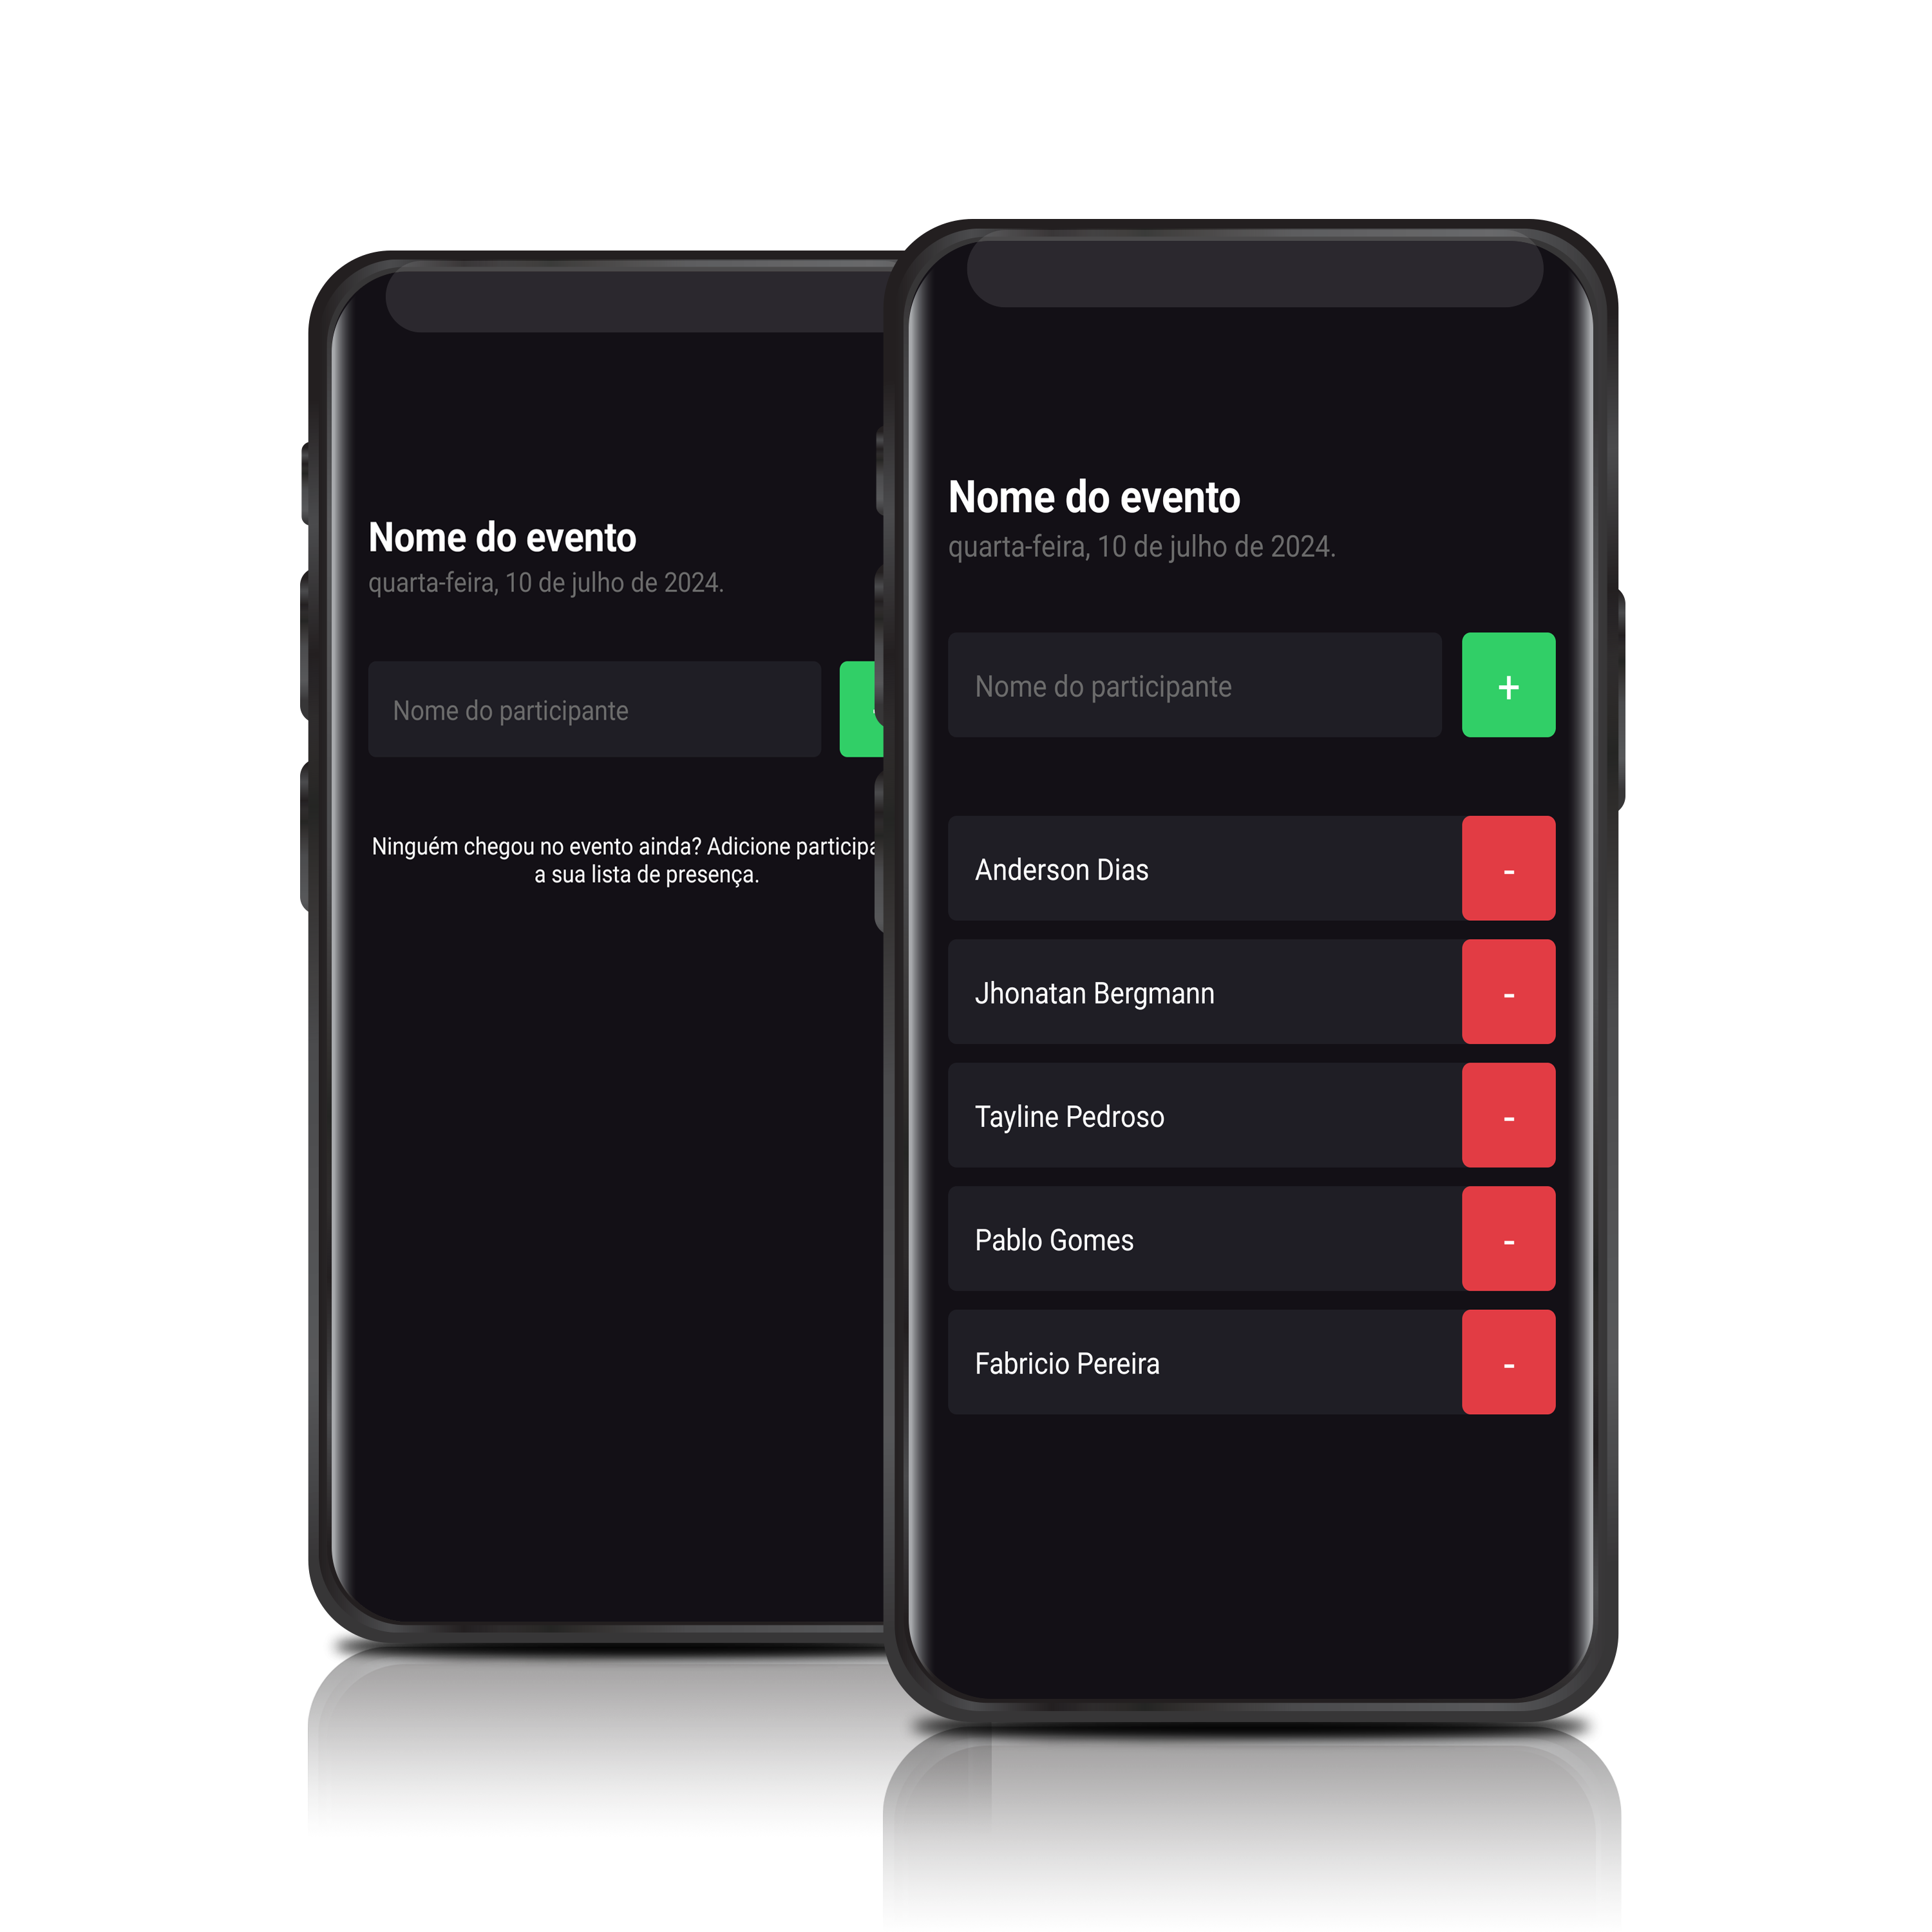 Nome do evento
quarta-feira, 10 de julho de 2024.
Nome do participante
Ninguém chegou no evento ainda? Adicione
a sua lista de presença.
Nome do evento
quarta-feira, 10 de julho de 2024.
Nome do participante
+
Anderson Dias
-
Jhonatan Bergmann
-
Tayline Pedroso
-
Pablo Gomes
-
Fabricio Pereira
-